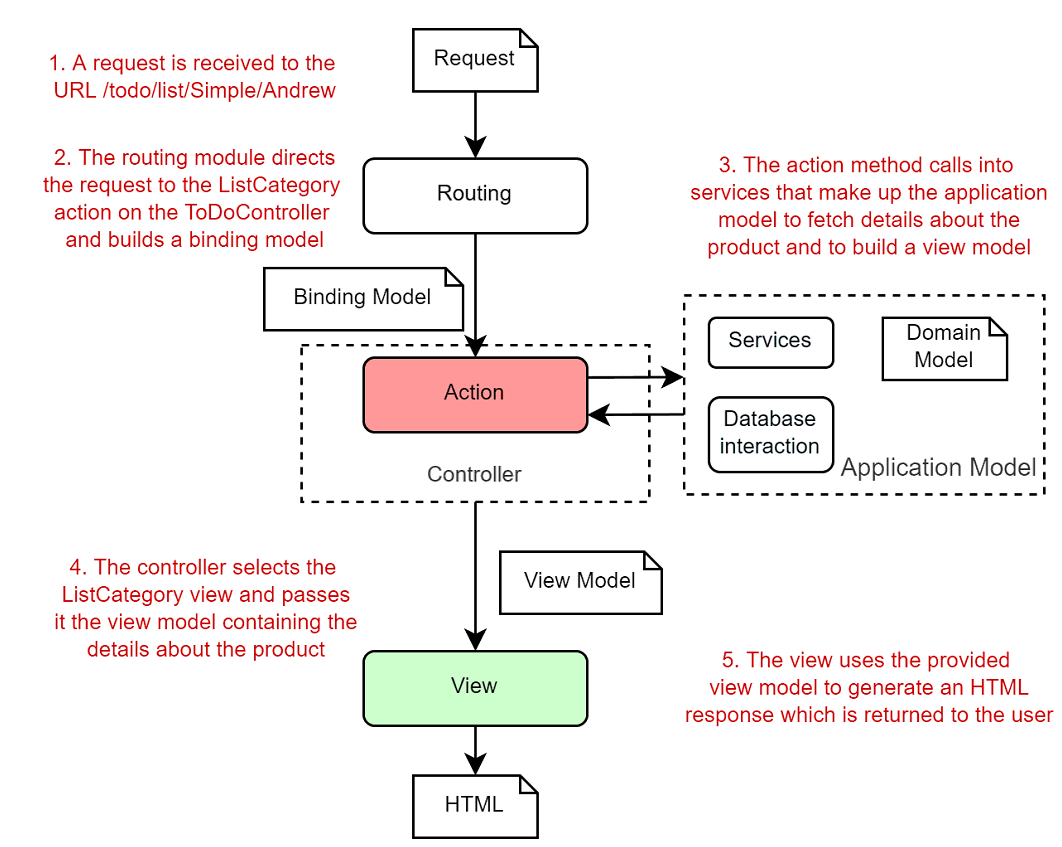 1. A request is received to the
URL /todo/list/Simple/Andrew
Request
2. The routing module directs
the request to the ListCategory
action on the ToDoController
and builds a binding model
Routing
3. The action method calls into
services that make up the application
model to fetch details about the
product and to build a view model
Binding Model
Action
Controller
Services
Domain
Model
Database
interaction
Application Model
4. The controller selects the
ListCategory view and passes
it the view model containing the
details about the product
View Model
View
5. The view uses the provided
view model to generate an HTML
response which is returned to the user
HTML